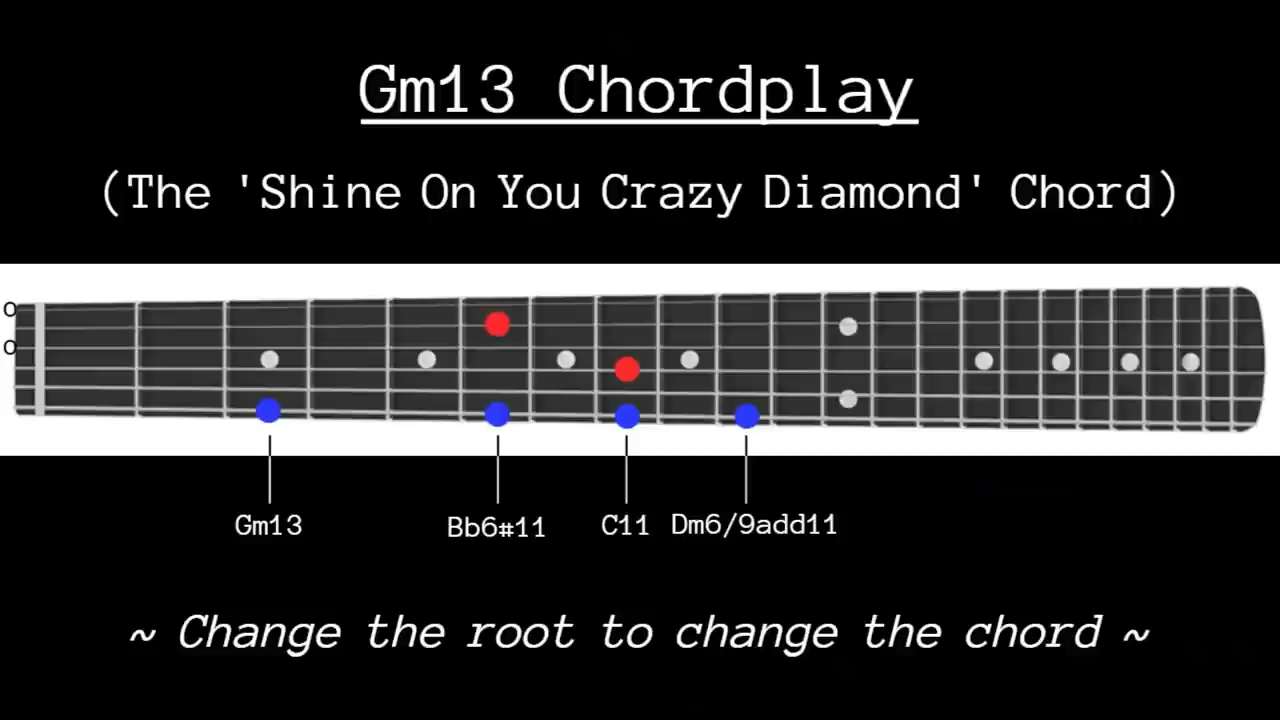 Gm13 Chordplay
(The 'Shine On You Crazy Diamond' Chord)
o
o
Gm13 Bb6#11 C11 Dm6/9add11
~ Change the root to change the chord ~